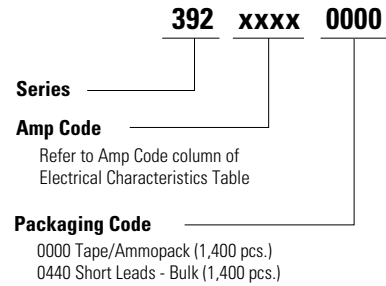 392 xxxx 0000
Series
Amp Code
Refer to Amp Code column of
Electrical Characteristics Table
Packaging Code
0000 Tape/Ammopack (1,400 pcs.)
0440 Short Leads - Bulk (1,400 pcs.)